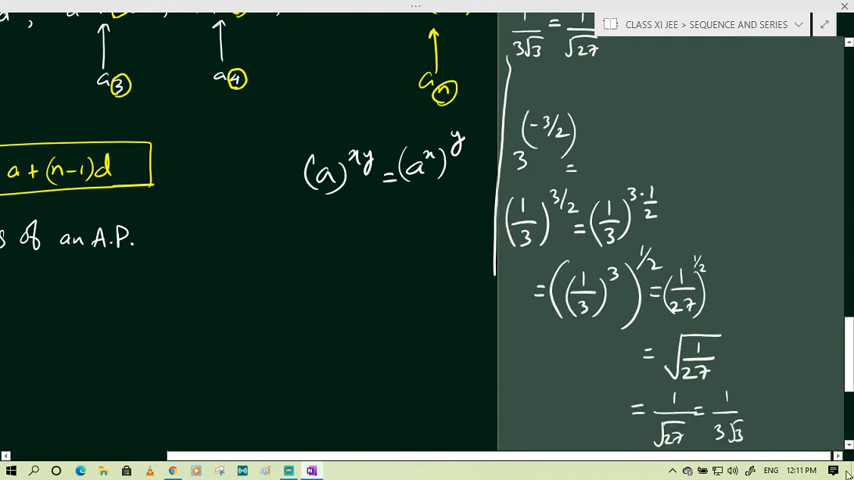 CLASS XI JEE > SEQUENCE AND SERIES
1/(3√3) = 1/√27
a₃ a₄ aₙ
3^(-3/2) =
(a)^(xy) = (a^x)^y
a + (n-1)d
(1/3)^(3/2) = (1/3)^(3·1/2)
s of an A.P.
= ((1/3)^3)^(1/2) = (1/27)^(1/2)
= √(1/27)
= 1/√27 = 1/(3√3)
ENG 12:11 PM